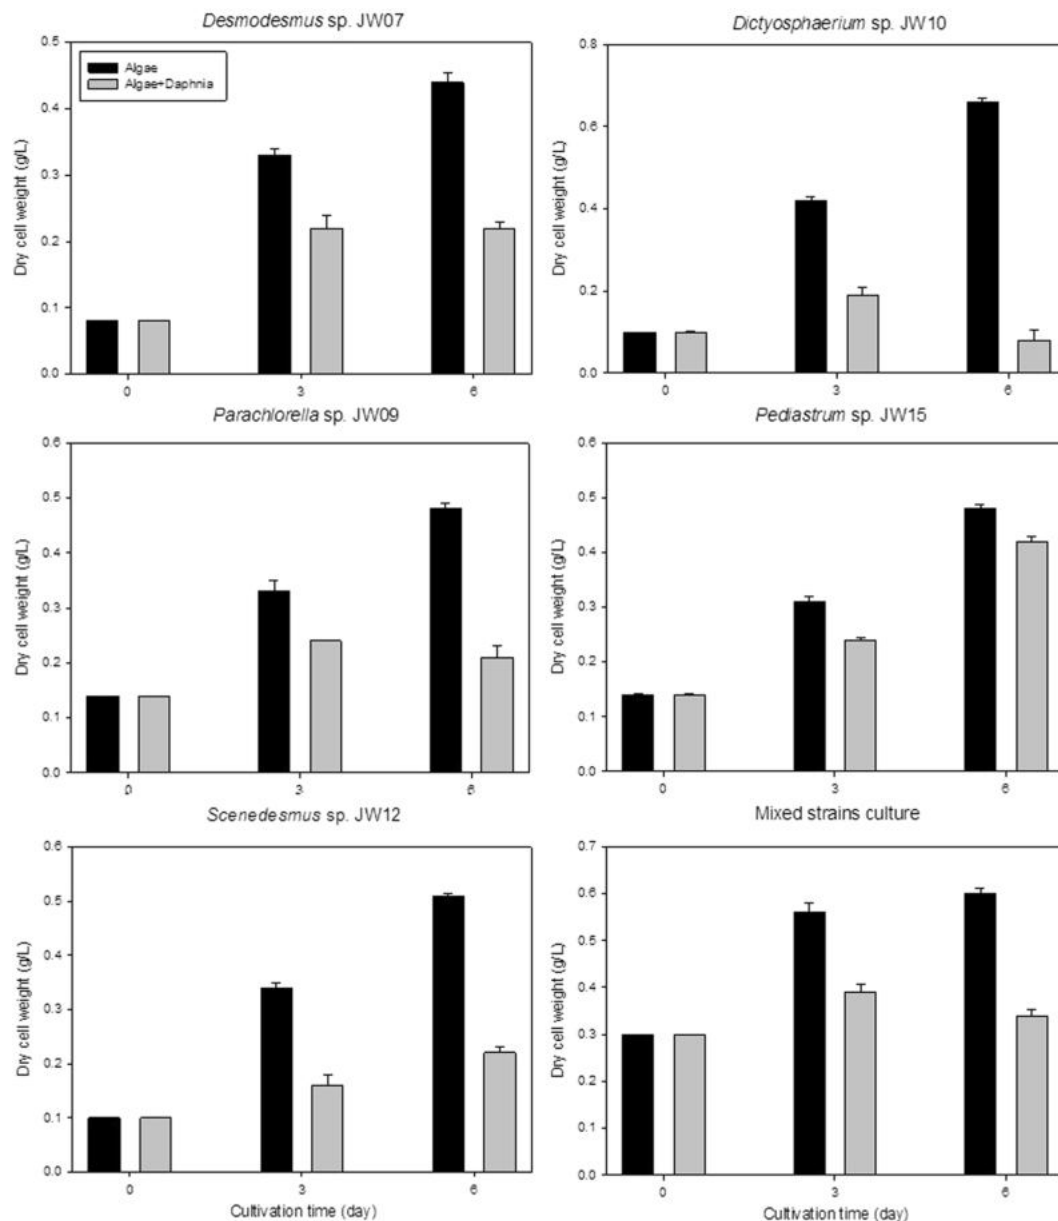 Desmodesmus sp. JW07
0.5
0.4
0.3
0.2
0.1
0.0
Dry cell weight (g/L)
Algae
Algae+Daphnia
0 3 6
Dictyosphaerium sp. JW10
0.8
0.6
0.4
0.2
0.0
Dry cell weight (g/L)
0 3 6
Parachlorella sp. JW09
0.6
0.5
0.4
0.3
0.2
0.1
0.0
Dry cell weight (g/L)
0 3 6
Pediastrum sp. JW15
0.6
0.5
0.4
0.3
0.2
0.1
0.0
Dry cell weight (g/L)
0 3 6
Scenedesmus sp. JW12
0.6
0.5
0.4
0.3
0.2
0.1
0.0
Dry cell weight (g/L)
0 3 6
Cultivation time (day)
Mixed strains culture
0.7
0.6
0.5
0.4
0.3
0.2
0.1
0.0
Dry cell weight (g/L)
0 3 6
Cultivation time (day)